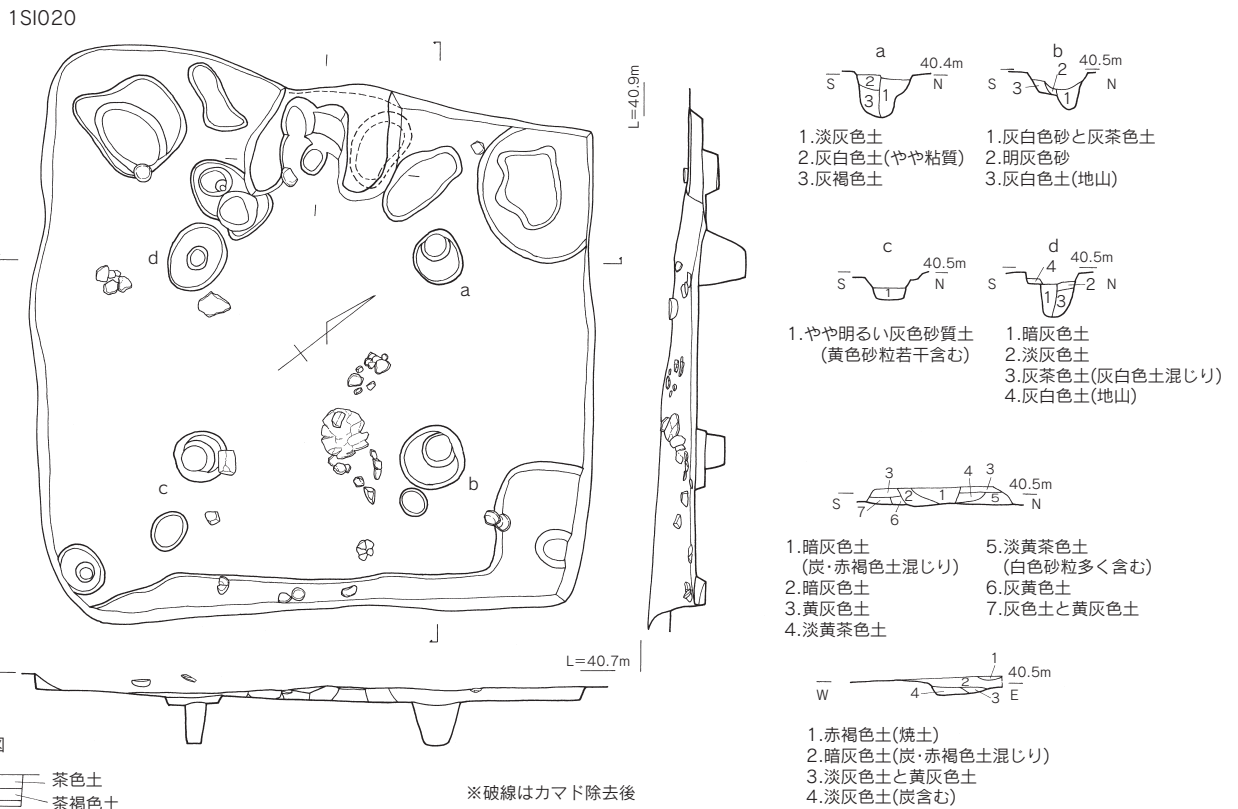 1SI020
d
a
c
b
L=40.9m
L=40.7m
※破線はカマド除去後
図
茶色土
茶褐色土
a
40.4m
S
N
2
1
3
1.淡灰色土
2.灰白色土(やや粘質)
3.灰褐色土
b
40.5m
S
N
2
3
1
1.灰白色砂と灰茶色土
2.明灰色砂
3.灰白色土(地山)
c
40.5m
S
N
1
1.やや明るい灰色砂質土
(黄色砂粒若干含む)
d
40.5m
4
S
2 N
1 3
1.暗灰色土
2.淡灰色土
3.灰茶色土(灰白色土混じり)
4.灰白色土(地山)
3 4 3
40.5m
S
2 1 5
N
7
6
1.暗灰色土
(炭・赤褐色土混じり)
2.暗灰色土
3.黄灰色土
4.淡黄茶色土
5.淡黄茶色土
(白色砂粒多く含む)
6.灰黄色土
7.灰色土と黄灰色土
1
40.5m
2
W
4
3
E
1.赤褐色土(焼土)
2.暗灰色土(炭・赤褐色土混じり)
3.淡灰色土と黄灰色土
4.淡灰色土(炭含む)